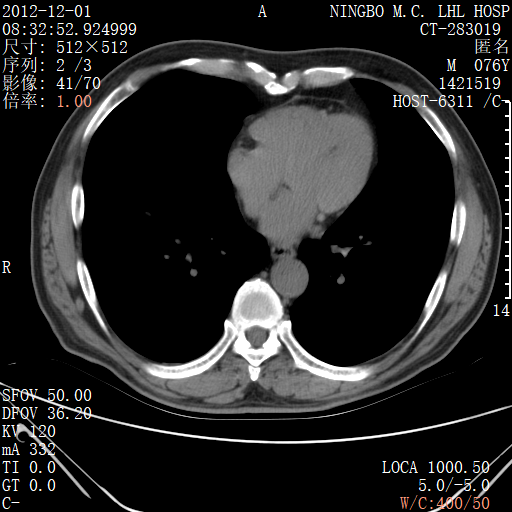 2012-12-01
A
NINGBO M.C. LHL HOSP
08:32:52.924999
CT-283019
尺寸: 512×512
匿名
序列: 2 /3
M 076Y
影像: 41/70
1421519
倍率: 1.00
HOST-6311 /C-
R
14
SFOV 50.00
DFOV 36.20
KV 120
mA 332
TI 0.0
LOCA 1000.50
GT 0.0
5.0/-5.0
C-
W/C:400/50